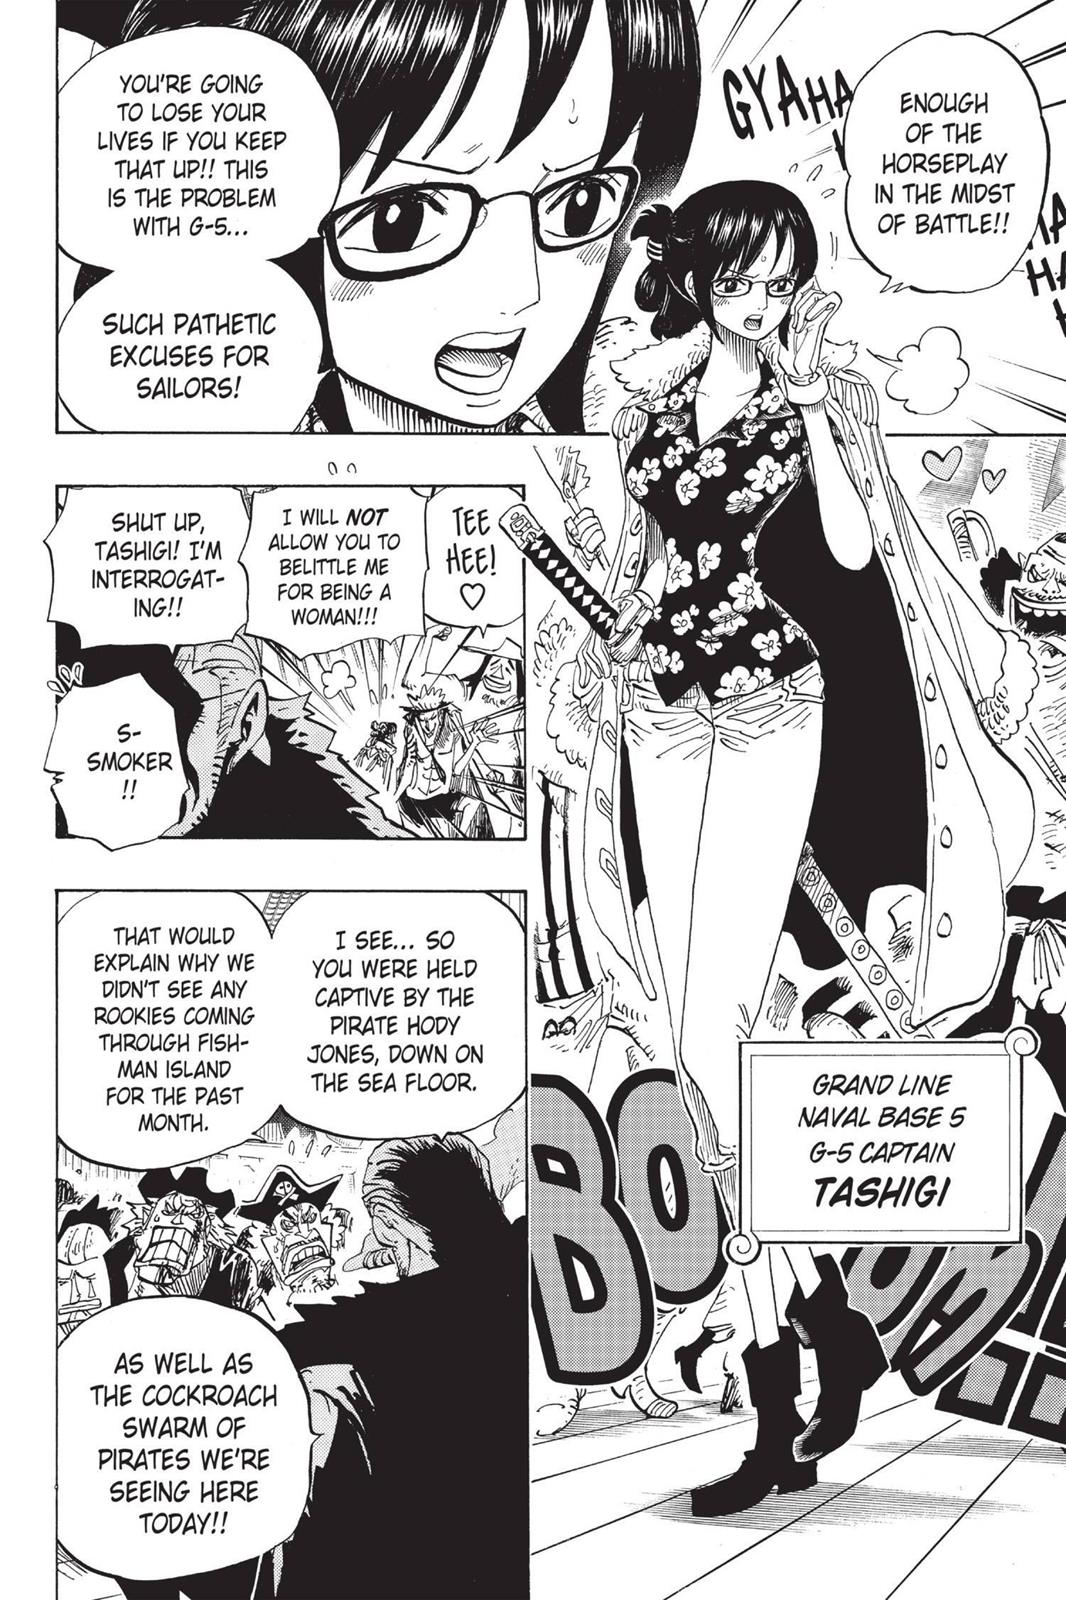 ENOUGH
OF THE
HORSEPLAY
IN THE MIDST
OF BATTLE!!
GYAHA
HA
HA
YOU'RE GOING
TO LOSE YOUR
LIVES IF YOU KEEP
THAT UP!! THIS
IS THE PROBLEM
WITH G-5...
SUCH PATHETIC
EXCUSES FOR
SAILORS!
TEE
HEE!
♡
I WILL NOT
ALLOW YOU TO
BELITTLE ME
FOR BEING A
WOMAN!!!
SHUT UP,
TASHIGI! I'M
INTERROGAT-
ING!!
S-
SMOKER
!!
GRAND LINE
NAVAL BASE 5
G-5 CAPTAIN
TASHIGI
BOOM
I SEE... SO
YOU WERE HELD
CAPTIVE BY THE
PIRATE HODY
JONES, DOWN ON
THE SEA FLOOR.
THAT WOULD
EXPLAIN WHY WE
DIDN'T SEE ANY
ROOKIES COMING
THROUGH FISH-
MAN ISLAND
FOR THE PAST
MONTH.
AS WELL AS
THE COCKROACH
SWARM OF
PIRATES WE'RE
SEEING HERE
TODAY!!